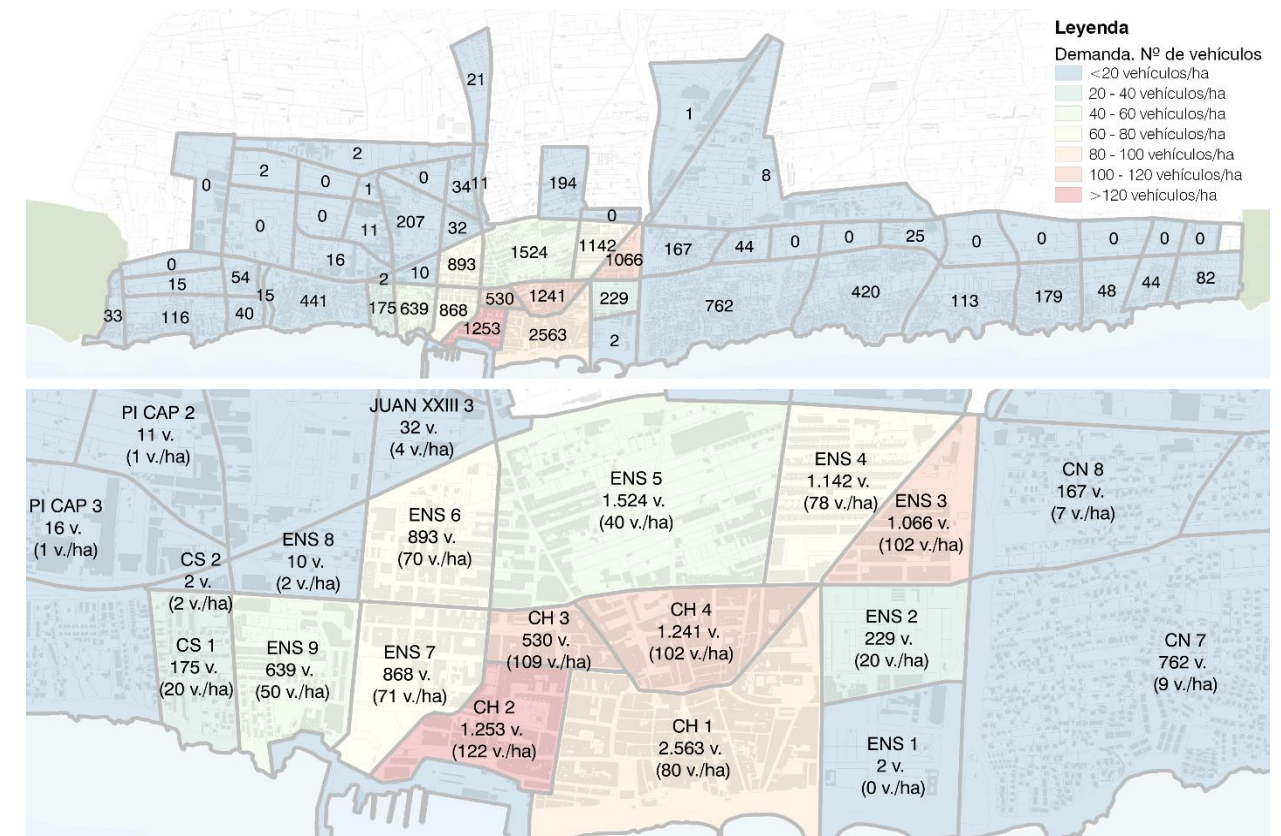 Leyenda
Demanda. Nº de vehículos
<20 vehículos/ha
20 - 40 vehículos/ha
40 - 60 vehículos/ha
60 - 80 vehículos/ha
80 - 100 vehículos/ha
100 - 120 vehículos/ha
>120 vehículos/ha
21
1
2
0
2
0
1
0
34
11
194
8
0
0
0
11
207
32
0
16
10
893
1524
1142
1066
167
44
0
0
25
0
0
0
0
0
0
15
54
15
2
33
116
40
441
175
639
868
530
1241
229
1253
2563
2
762
420
113
179
48
44
82
PI CAP 2
11 v.
(1 v./ha)
JUAN XXIII 3
32 v.
(4 v./ha)
PI CAP 3
16 v.
(1 v./ha)
CS 2
2 v.
(2 v./ha)
ENS 8
10 v.
(2 v./ha)
ENS 6
893 v.
(70 v./ha)
ENS 5
1.524 v.
(40 v./ha)
ENS 4
1.142 v.
(78 v./ha)
ENS 3
1.066 v.
(102 v./ha)
CN 8
167 v.
(7 v./ha)
CS 1
175 v.
(20 v./ha)
ENS 9
639 v.
(50 v./ha)
ENS 7
868 v.
(71 v./ha)
CH 3
530 v.
(109 v./ha)
CH 4
1.241 v.
(102 v./ha)
ENS 2
229 v.
(20 v./ha)
CN 7
762 v.
(9 v./ha)
CH 2
1.253 v.
(122 v./ha)
CH 1
2.563 v.
(80 v./ha)
ENS 1
2 v.
(0 v./ha)